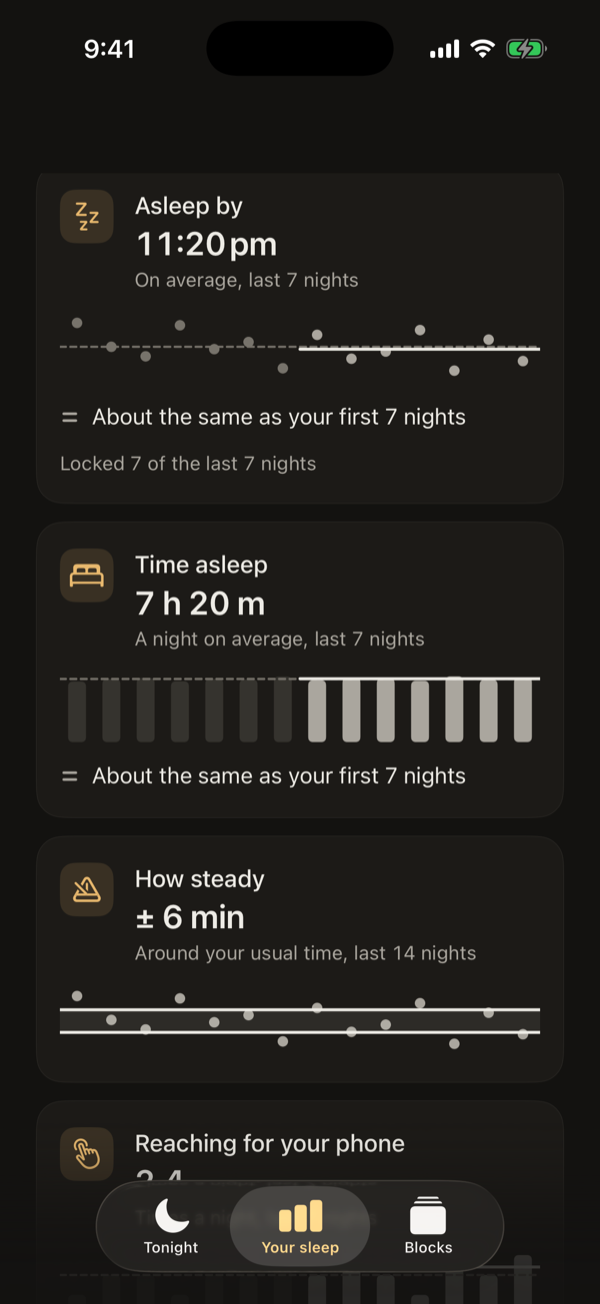 9:41
Asleep by
11:20 pm
On average, last 7 nights
= About the same as your first 7 nights
Locked 7 of the last 7 nights
Time asleep
7 h 20 m
A night on average, last 7 nights
= About the same as your first 7 nights
How steady
± 6 min
Around your usual time, last 14 nights
Reaching for your phone
Tonight
Your sleep
Blocks